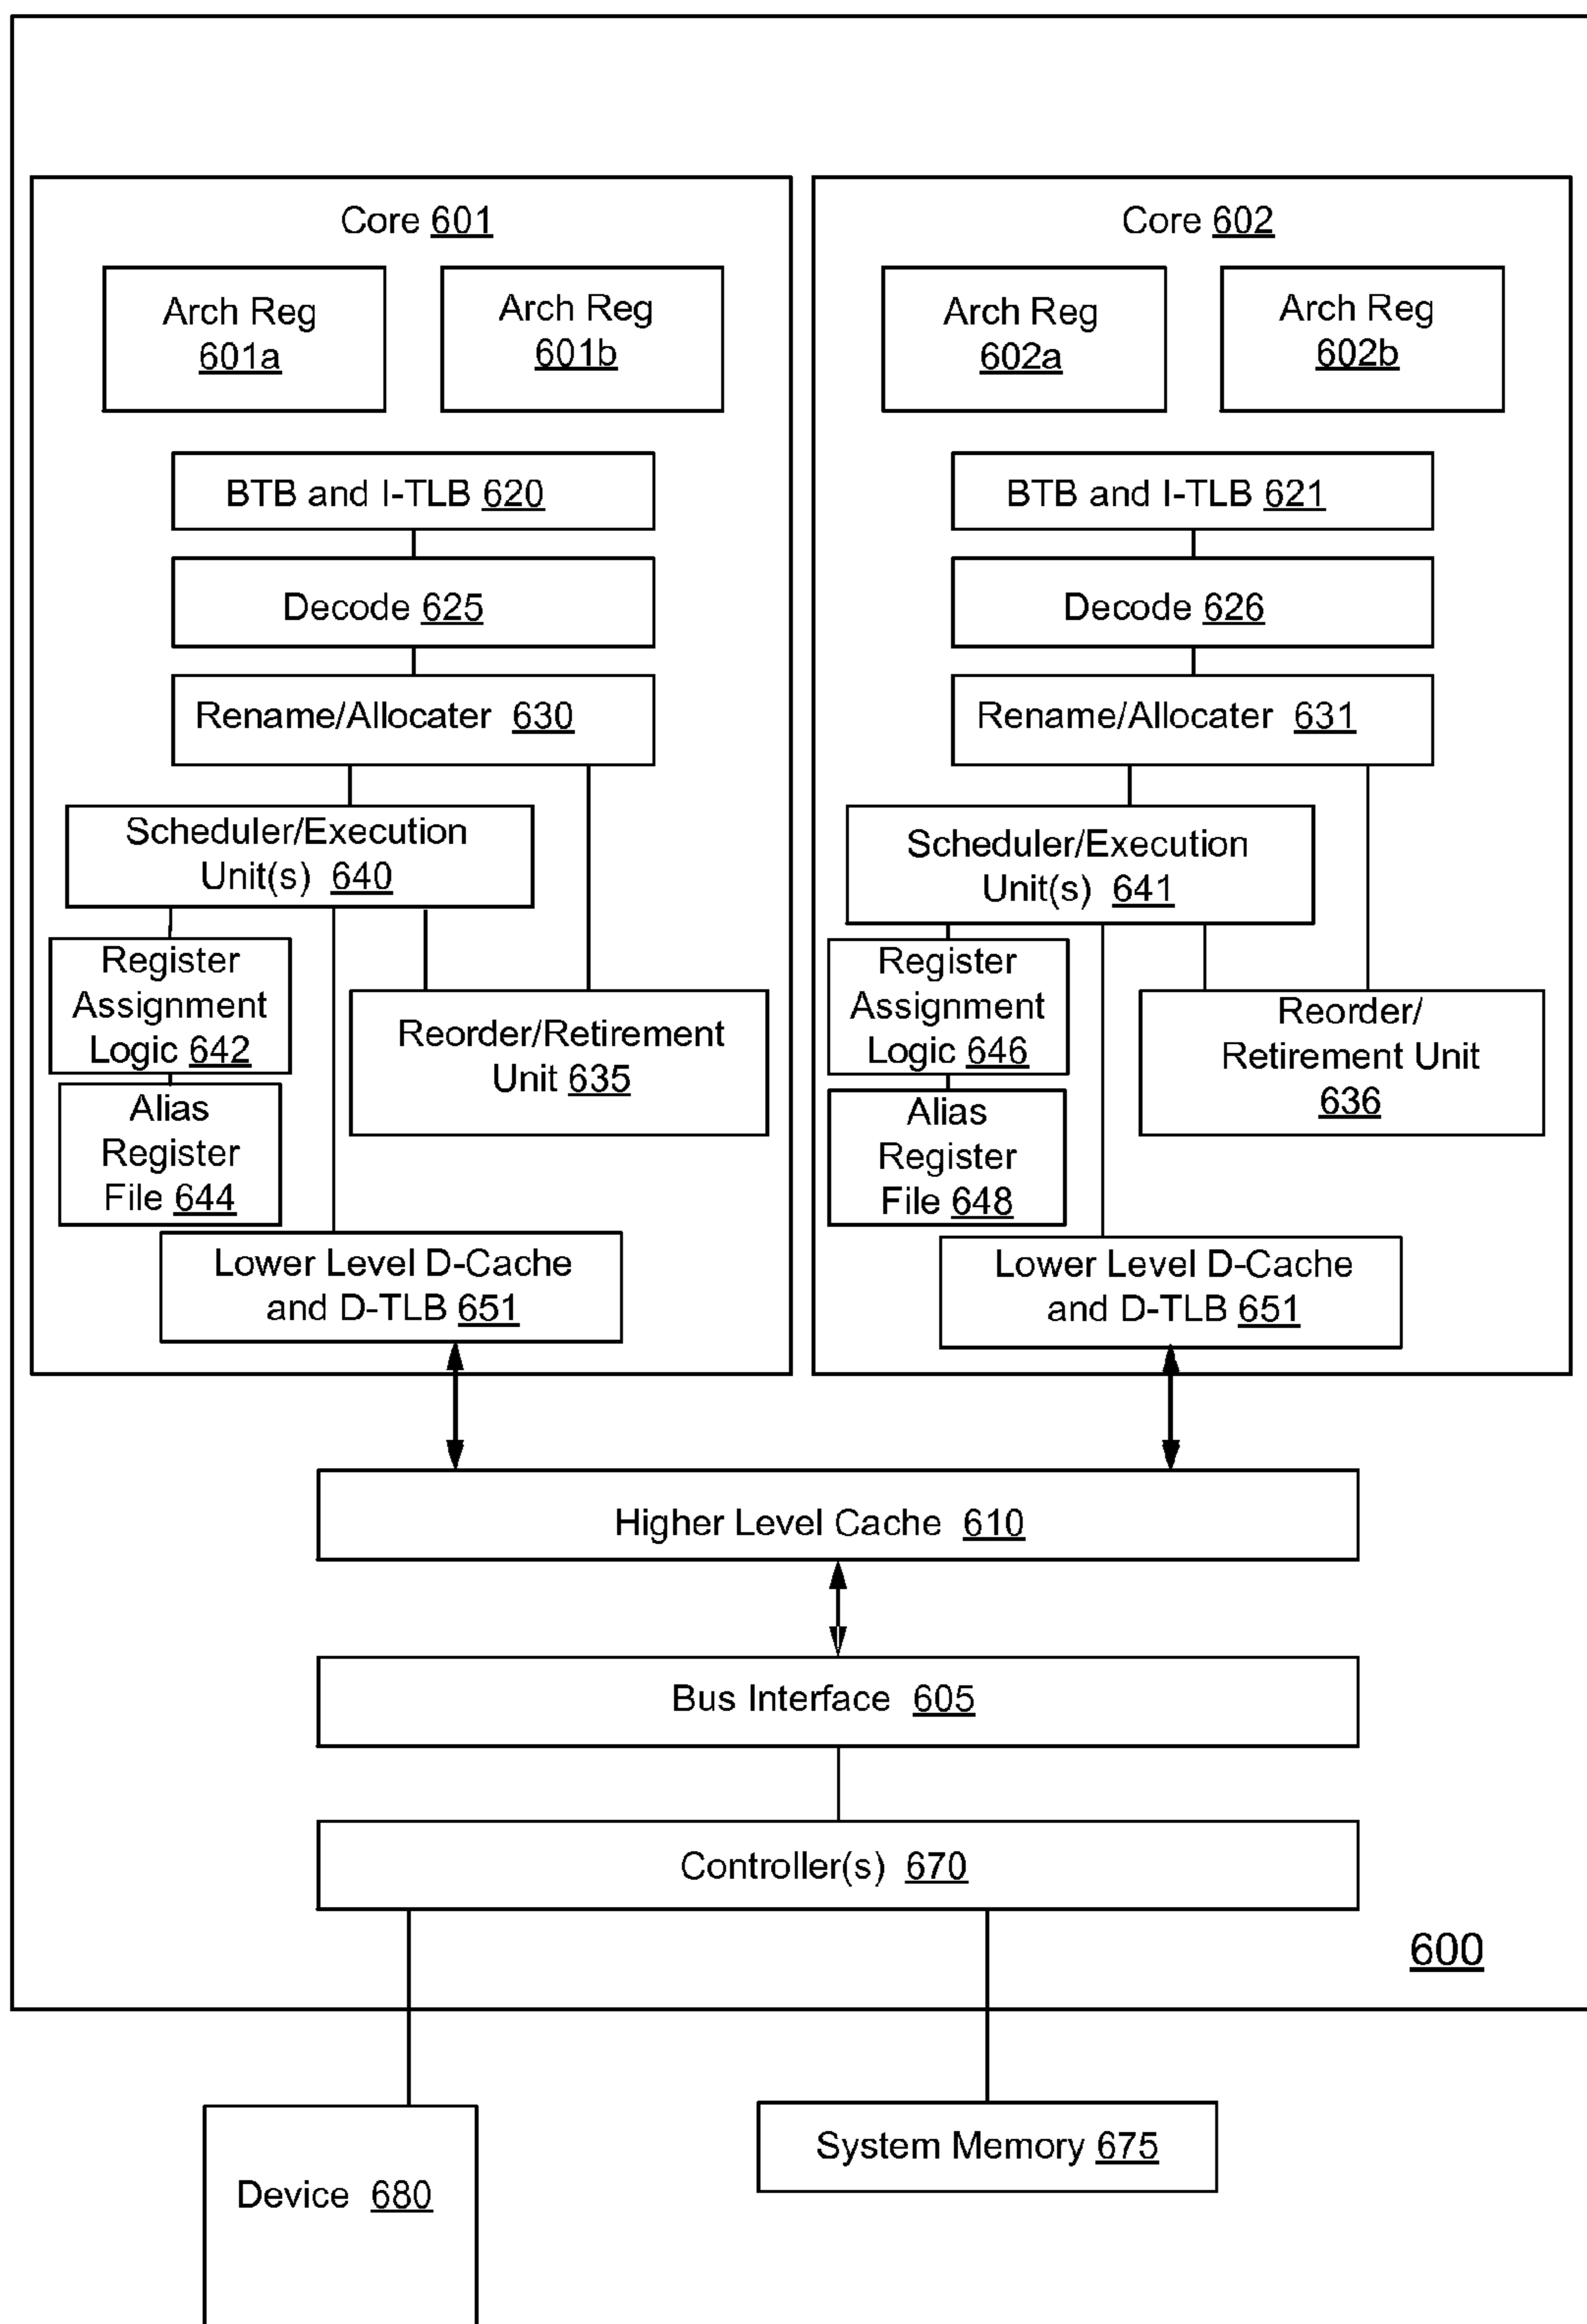 Core 601
Arch Reg
601a
Arch Reg
601b
BTB and I-TLB 620
Decode 625
Rename/Allocater 630
Scheduler/Execution
Unit(s) 640
Register
Assignment
Logic 642
Reorder/Retirement
Unit 635
Alias
Register
File 644
Lower Level D-Cache
and D-TLB 651
Core 602
Arch Reg
602a
Arch Reg
602b
BTB and I-TLB 621
Decode 626
Rename/Allocater 631
Scheduler/Execution
Unit(s) 641
Register
Assignment
Logic 646
Reorder/
Retirement Unit
636
Alias
Register
File 648
Lower Level D-Cache
and D-TLB 651
Higher Level Cache 610
Bus Interface 605
Controller(s) 670
600
System Memory 675
Device 680